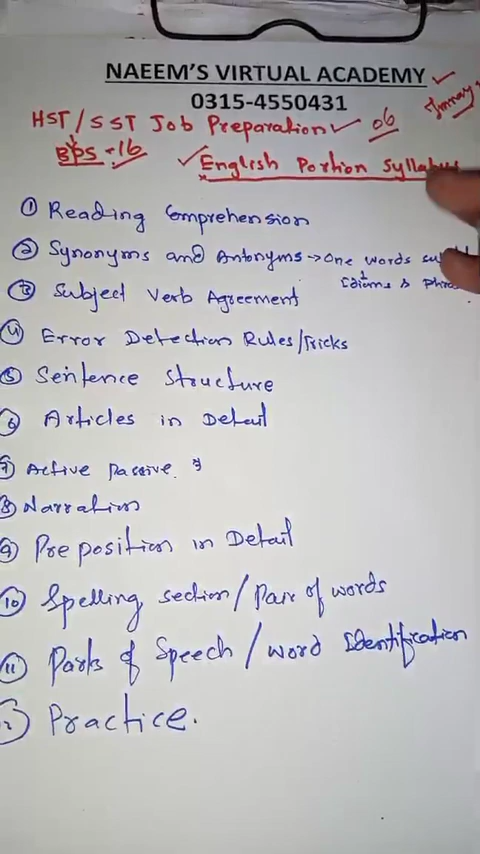 NAEEM'S VIRTUAL ACADEMY
0315-4550431
HST/SST Job Preparation 06
BPS-16 English Portion Syllabus
① Reading Comprehension
② Synonyms and Antonyms → One words
Idioms &
③ Subject Verb Agreement
④ Error Detection Rules/Tricks
⑤ Sentence Structure
⑥ Articles in Detail
⑦ Active Passive
⑧ Narration
⑨ Preposition in Detail
⑩ Spelling section/Pair of words
⑪ Parts of Speech/word Identification
Practice.